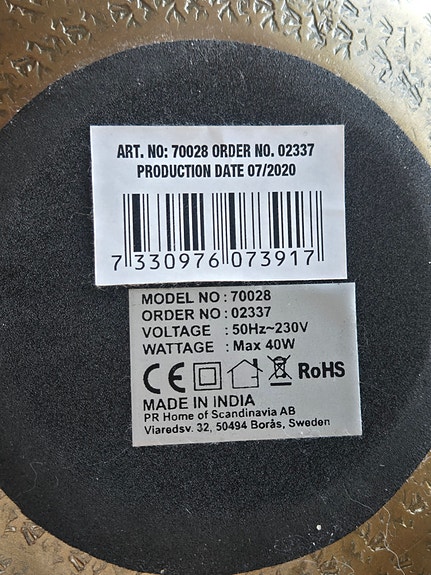 ART. NO: 70028 ORDER NO. 02337
PRODUCTION DATE 07/2020
7 330976 073917
MODEL NO : 70028
ORDER NO : 02337
VOLTAGE : 50Hz~230V
WATTAGE : Max 40W
CE RoHS
MADE IN INDIA
PR Home of Scandinavia AB
Viaredsv. 32, 50494 Borås, Sweden